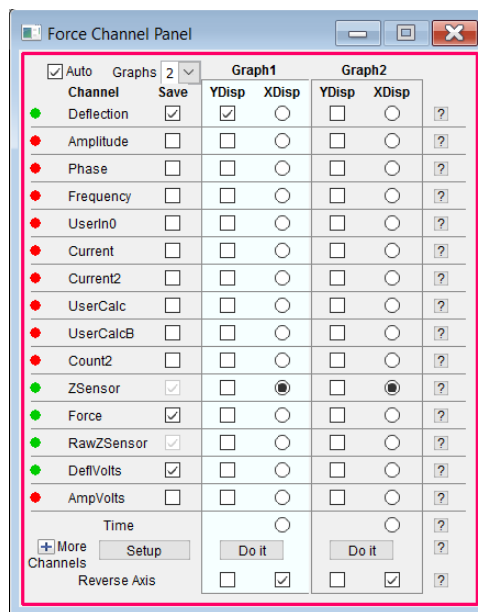 Force Channel Panel
Auto Graphs 2 Graph1 Graph2
Channel Save YDisp XDisp YDisp XDisp
Deflection ?
Amplitude ?
Phase ?
Frequency ?
UserIn0 ?
Current ?
Current2 ?
UserCalc ?
UserCalcB ?
Count2 ?
ZSensor ?
Force ?
RawZSensor ?
DeflVolts ?
AmpVolts ?
Time ?
+ More Setup Do it Do it ?
Channels
Reverse Axis ?